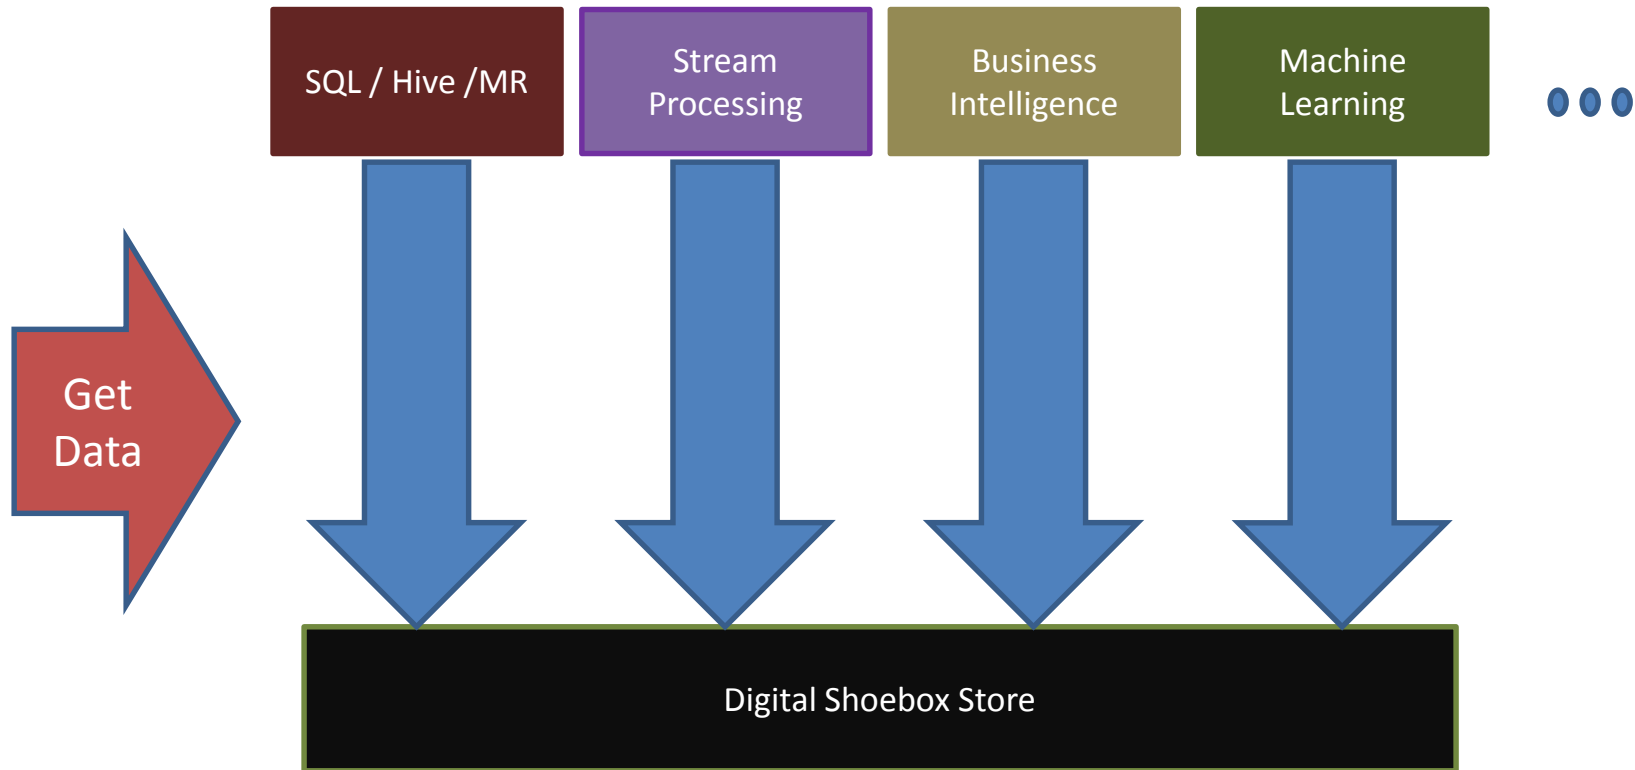 SQL / Hive /MR
Stream
Processing
Business
Intelligence
Machine
Learning
Get
Data
Digital Shoebox Store